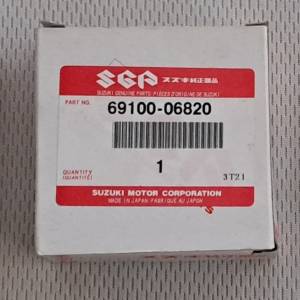 SGP スズキ純正部品
SUZUKI GENUINE PARTS/PIÈCES D'ORIGINE DE SUZUKI
PART NO. 69100-06820
QUANTITY 1
(QUANTITÉ) 3T21
SUZUKI MOTOR CORPORATION
MADE IN JAPAN/FABRIQUÉ AU JAPON